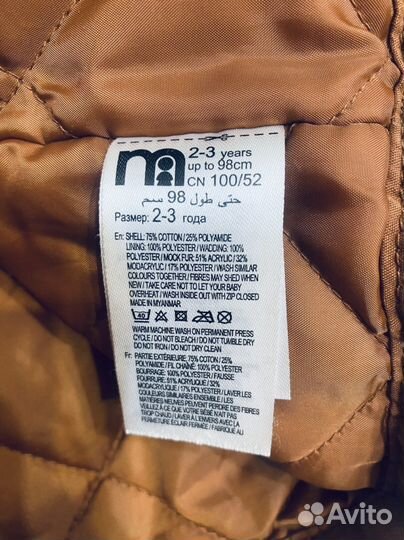 m
2-3 years
up to 98cm
CN 100/52
حتى طول 98 سم
Размер: 2-3 года
En: SHELL: 75% COTTON / 25% POLYAMIDE
LINING: 100% POLYESTER / WADDING: 100%
POLYESTER / MOCK FUR: 51% ACRYLIC / 32%
MODACRYLIC / 17% POLYESTER / WASH SIMILAR
COLOURS TOGETHER / FIBRES MAY SHED WHEN
NEW / TAKE CARE NOT TO LET YOUR BABY
OVERHEAT / WASH INSIDE OUT WITH ZIP CLOSED
MADE IN MYANMAR
40
WARM MACHINE WASH ON PERMANENT PRESS
CYCLE / DO NOT BLEACH / DO NOT TUMBLE DRY
DO NOT IRON / DO NOT DRY CLEAN
Fr: PARTIE EXTÉRIEURE: 75% COTON / 25%
POLYAMIDE / FIL CHAÎNE: 100% POLYESTER
BOURRAGE: 100% POLYESTER / FAUSSE
FOURRURE: 51% ACRYLIQUE / 32%
MODACRYLIQUE / 17% POLYESTER / LAVER LES
COULEURS SIMILAIRES ENSEMBLE / LES
MATIÈRES NEUVES PEUVENT PERDRE DES FIBRES
VEILLEZ À CE QUE VOTRE BÉBÉ N'AIT PAS
TROP CHAUD / LAVER À L'ENVERS AVEC LA
FERMETURE ÉCLAIR FERMÉE / FABRIQUÉ AU
Avito